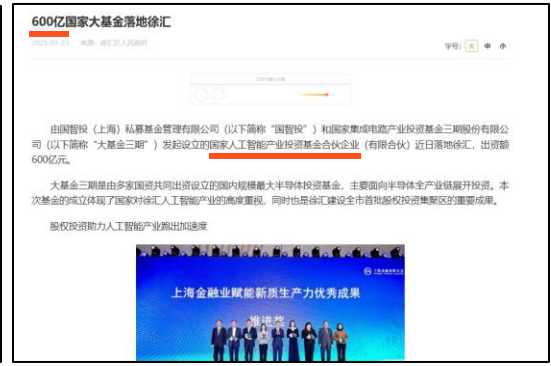 600亿国家大基金落地徐汇
2025-01-23 来源：徐汇区人民政府
字号：大 中 小
由国智投（上海）私募基金管理有限公司（以下简称“国智投”）和国家集成电路产业投资基金三期股份有限公
司（以下简称“大基金三期”）发起设立的国家人工智能产业投资基金合伙企业（有限合伙）近日落地徐汇，出资额
600亿元。
大基金三期是由多家国资共同出资设立的国内规模最大半导体投资基金，主要面向半导体全产业链展开投资。本
次基金的成立体现了国家对徐汇人工智能产业的高度重视，同时也是徐汇建设全市首批股权投资集聚区的重要成果。
股权投资助力人工智能产业跑出加速度
上海金融业赋能新质生产力优秀成果
推进奖